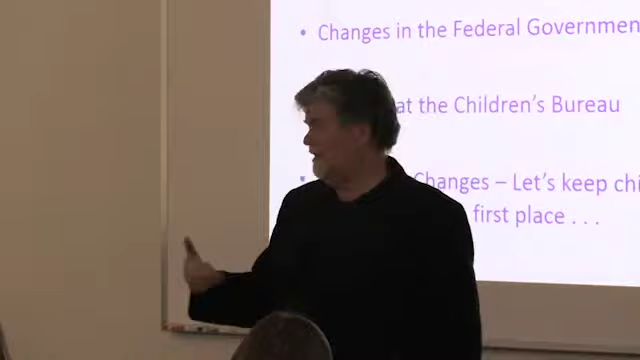 • Changes in the Federal Governmen
at the Children's Bureau
Changes – Let's keep chi
first place . . .